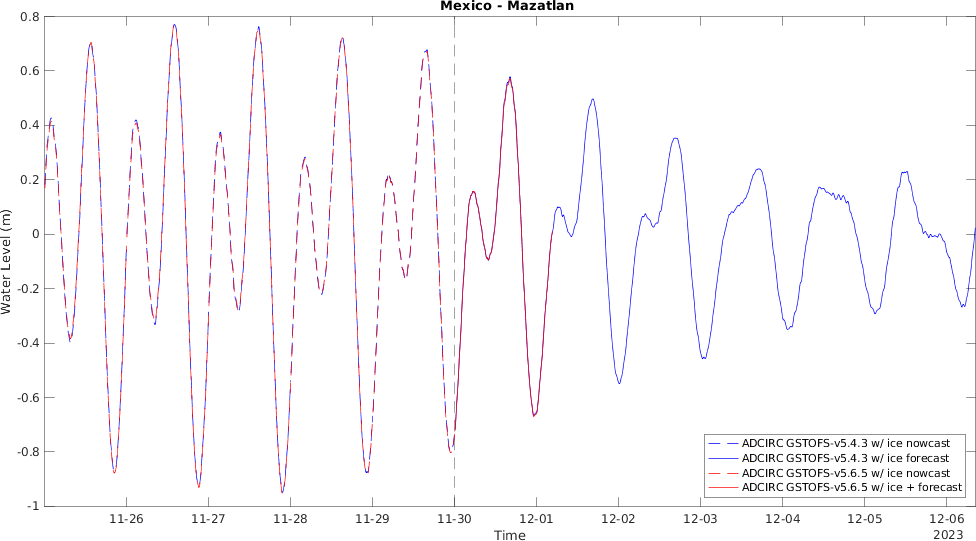 Mexico - Mazatlan
0.8
0.6
0.4
0.2
0
-0.2
-0.4
-0.6
-0.8
-1
Water Level (m)
ADCIRC GSTOFS-v5.4.3 w/ ice nowcast
ADCIRC GSTOFS-v5.4.3 w/ ice forecast
ADCIRC GSTOFS-v5.6.5 w/ ice nowcast
ADCIRC GSTOFS-v5.6.5 w/ ice + forecast
11-26 11-27 11-28 11-29 11-30 12-01 12-02 12-03 12-04 12-05 12-06
Time 2023